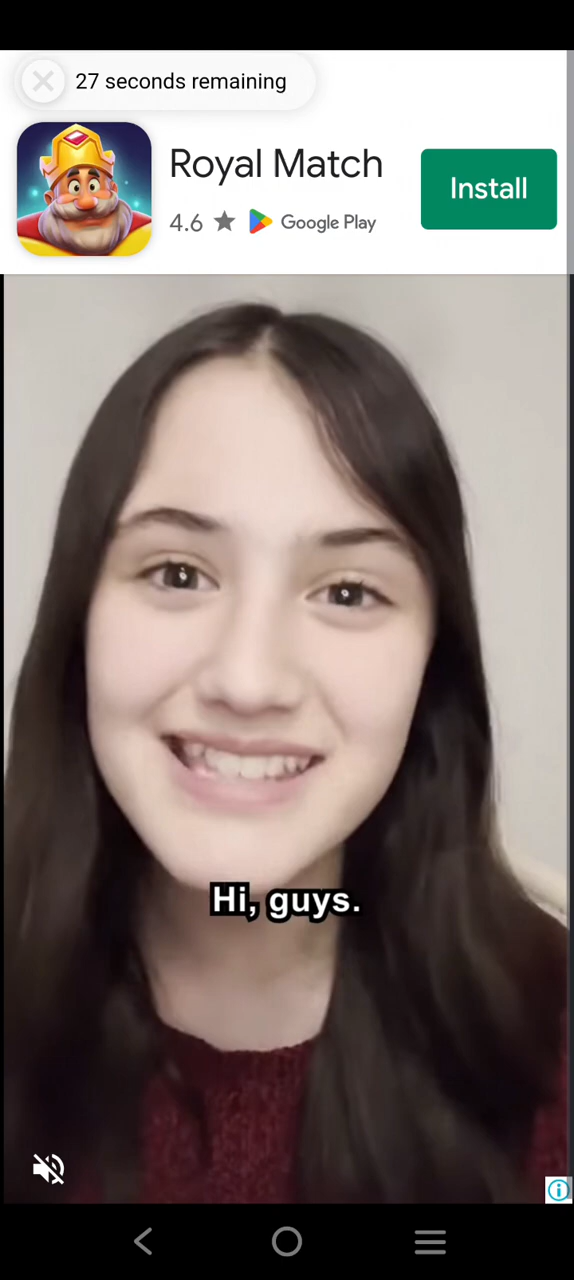 27 seconds remaining
Royal Match
Install
4.6 ★ Google Play
Hi, guys.